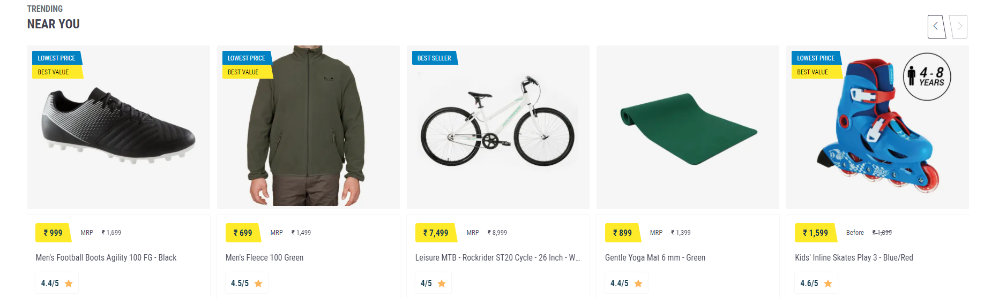 TRENDING
NEAR YOU
LOWEST PRICE
BEST VALUE
LOWEST PRICE
BEST VALUE
BEST SELLER
LOWEST PRICE
BEST VALUE
4 - 8
YEARS
₹ 999 MRP ₹ 1,699
Men's Football Boots Agility 100 FG - Black
4.4/5
₹ 699 MRP ₹ 1,499
Men's Fleece 100 Green
4.5/5
₹ 7,499 MRP ₹ 8,999
Leisure MTB - Rockrider ST20 Cycle - 26 Inch - W...
4/5
₹ 899 MRP ₹ 1,399
Gentle Yoga Mat 6 mm - Green
4.4/5
₹ 1,599 Before ₹ 1,899
Kids' Inline Skates Play 3 - Blue/Red
4.6/5